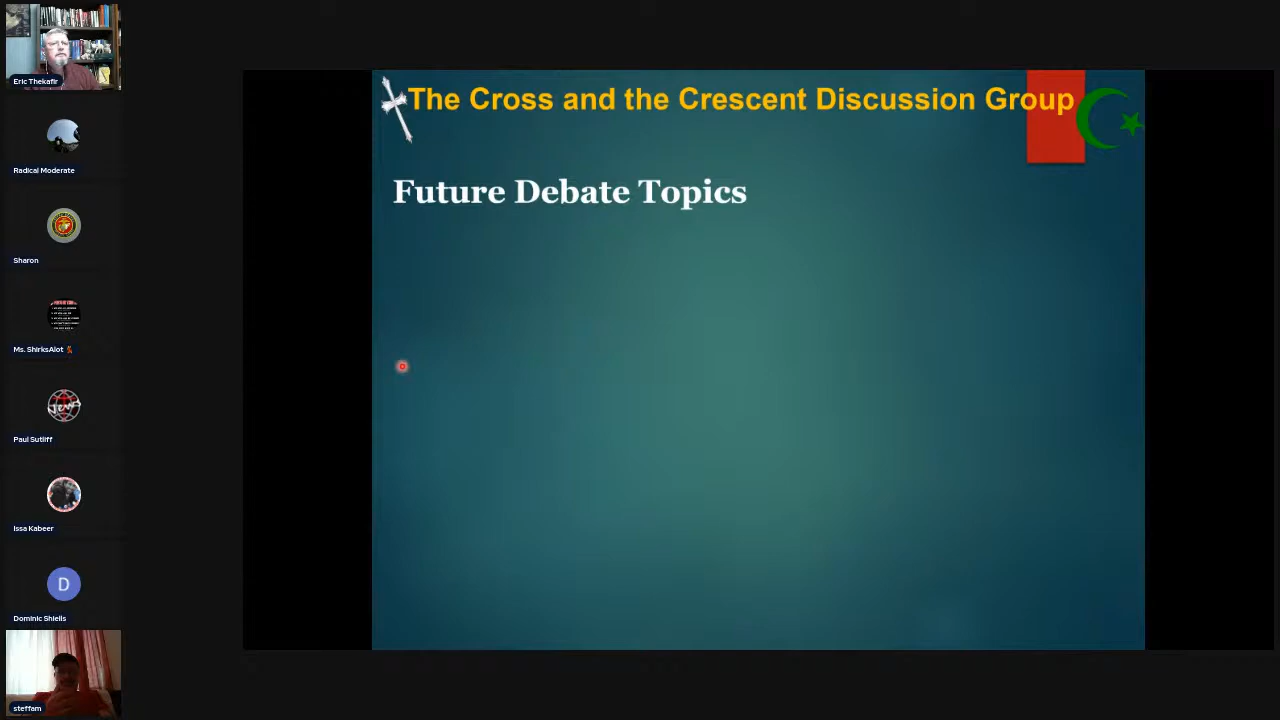 Eric Thekafir
Radical Moderate
Sharon
Ms. ShirksAlot
Paul Sutliff
Issa Kabeer
D
Dominic Shiells
steffam
The Cross and the Crescent Discussion Group
Future Debate Topics